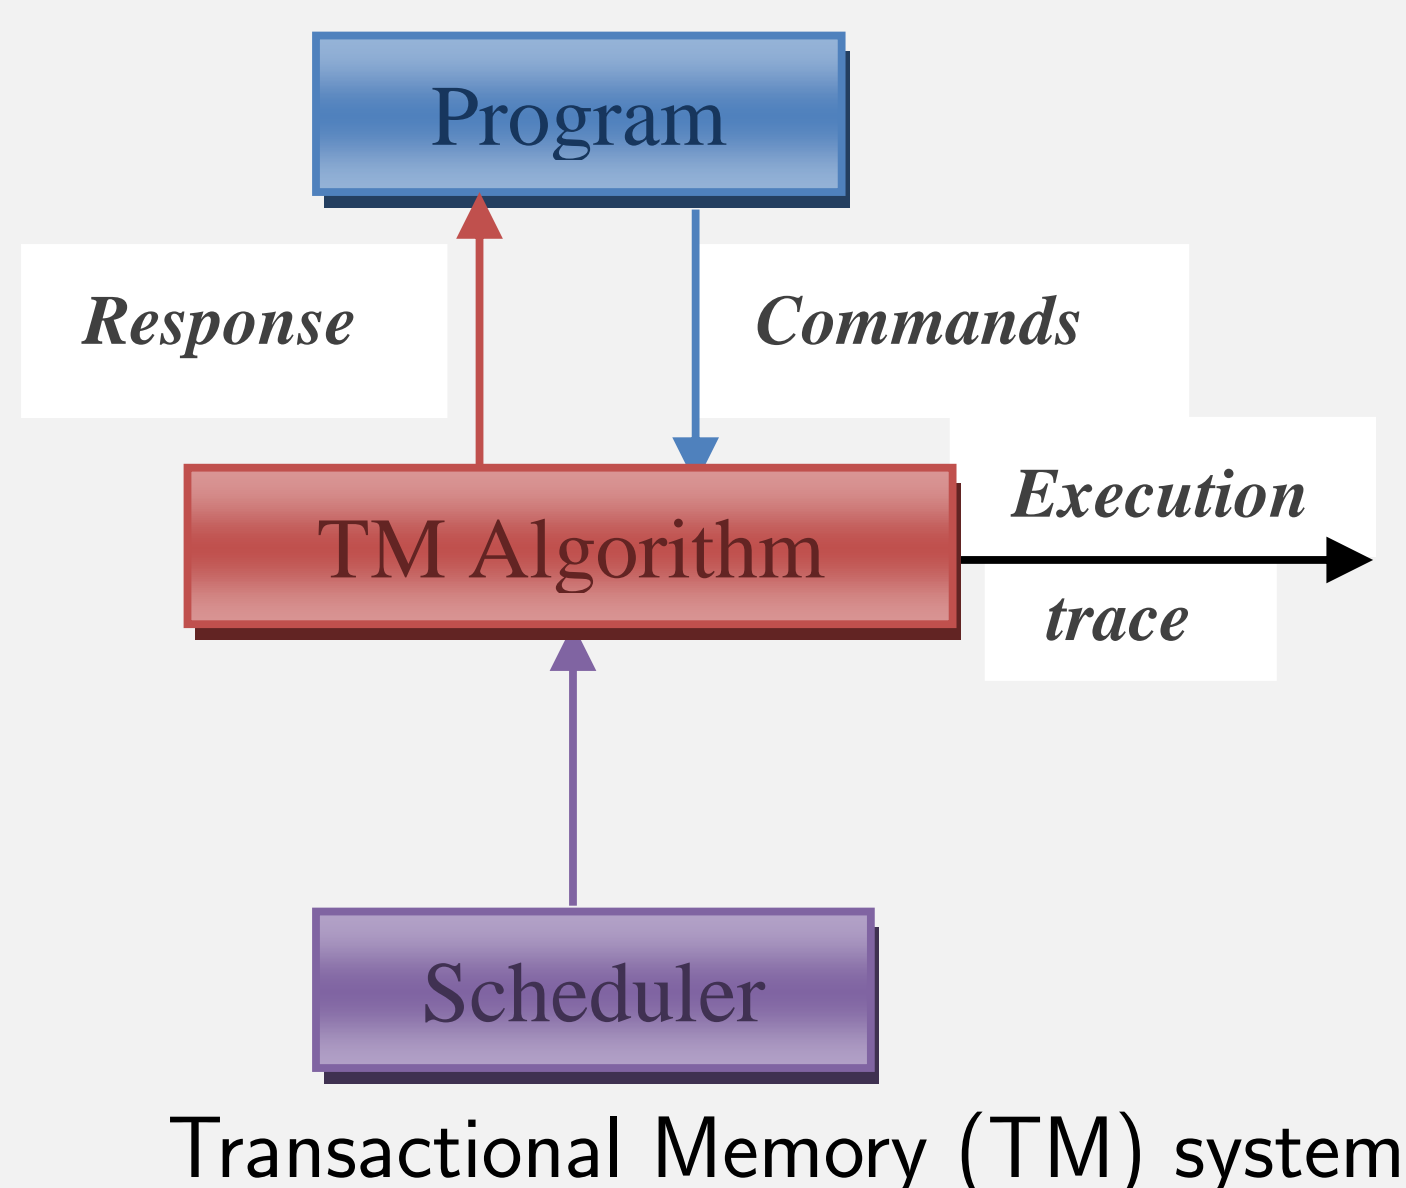 Program
Response
Commands
Execution
TM Algorithm
trace
Scheduler
Transactional Memory (TM) system